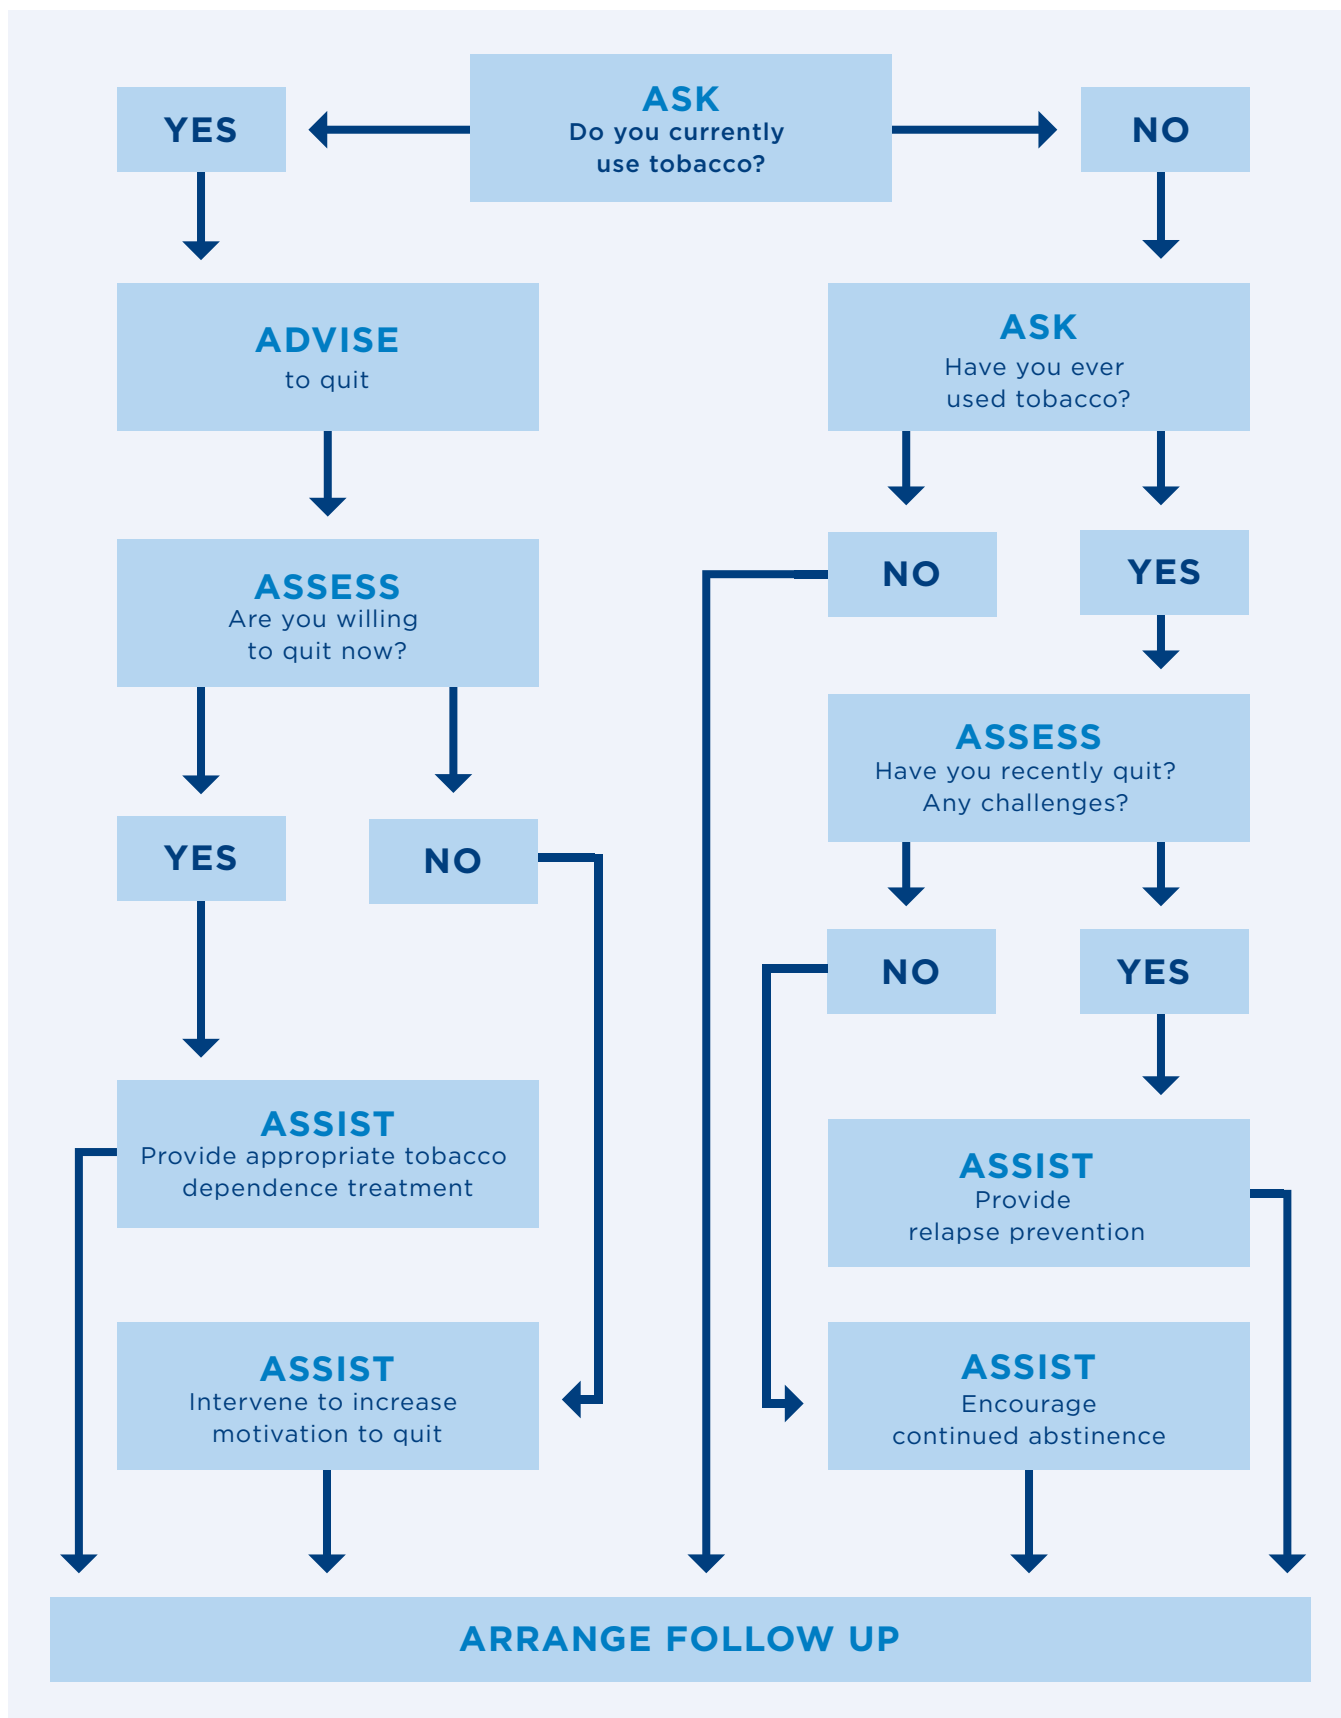 ASK
Do you currently
use tobacco?
YES
NO
ADVISE
to quit
ASK
Have you ever
used tobacco?
ASSESS
Are you willing
to quit now?
NO
YES
ASSESS
Have you recently quit?
Any challenges?
YES
NO
NO
YES
ASSIST
Provide appropriate tobacco
dependence treatment
ASSIST
Provide
relapse prevention
ASSIST
Intervene to increase
motivation to quit
ASSIST
Encourage
continued abstinence
ARRANGE FOLLOW UP